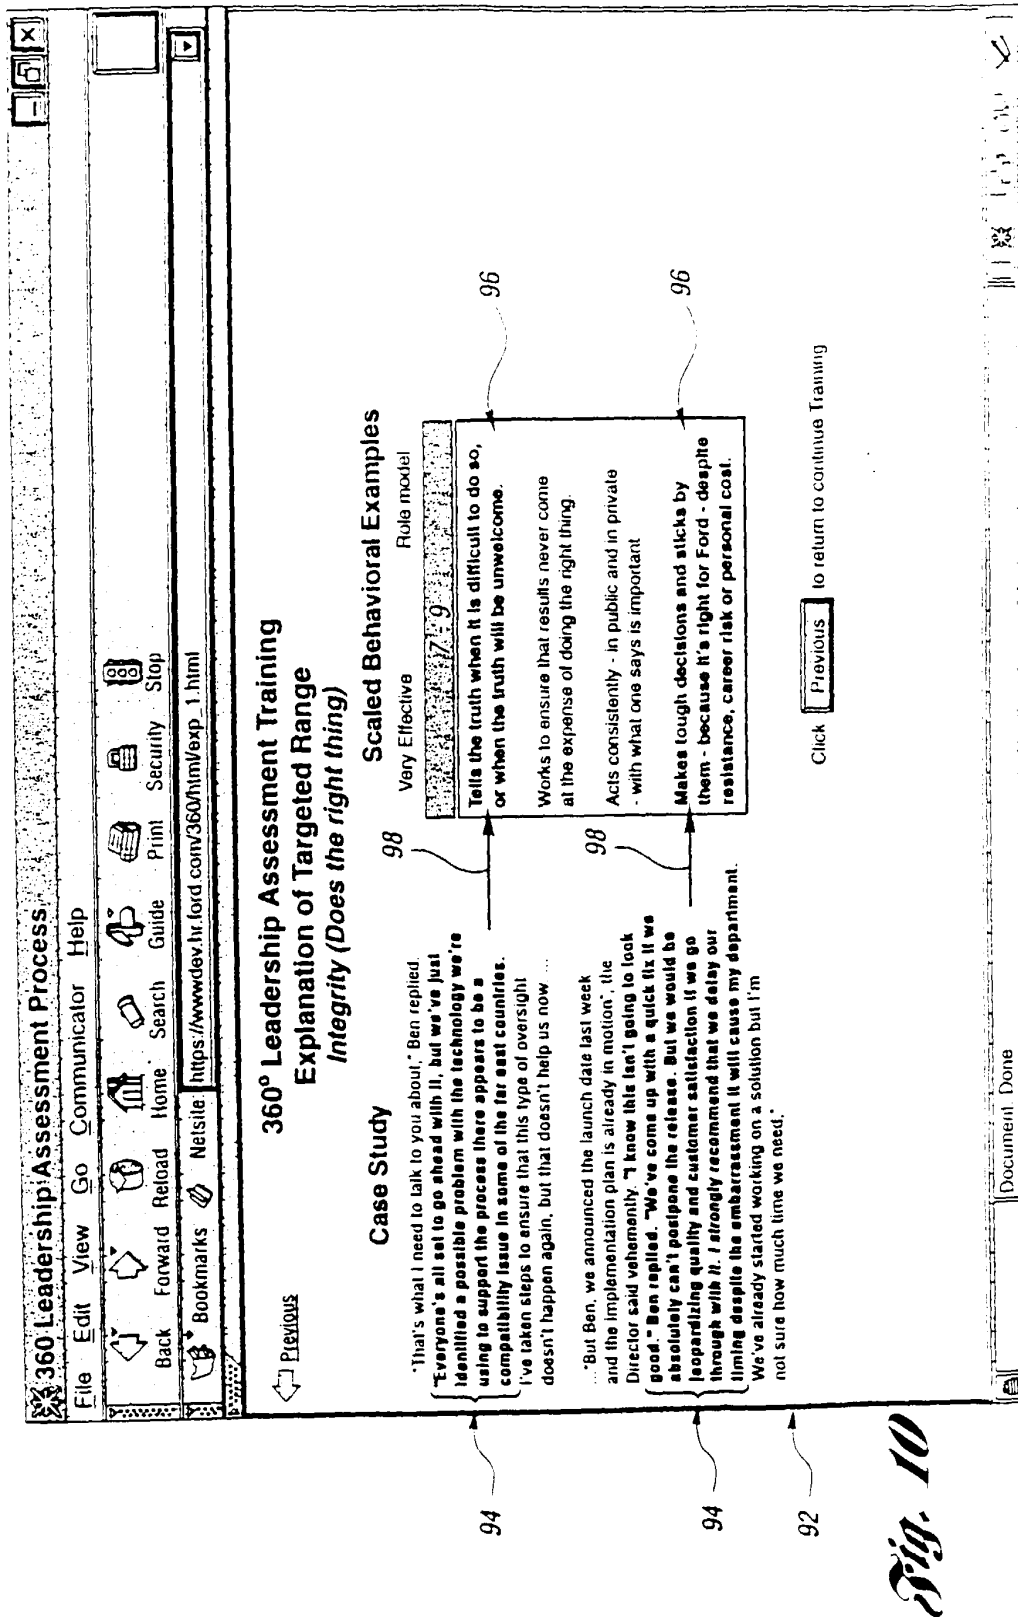 360 Leadership Assessment Process
File Edit View Go Communicator Help
Back Forward Reload Home Search Guide Print Security Stop
Bookmarks Netsite: https://wwwdev.hr.ford.com/360/html/exp_1.html
Previous
360° Leadership Assessment Training
Explanation of Targeted Range
Integrity (Does the right thing)
Case Study
"That's what I need to talk to you about," Ben replied.
"Everyone's all set to go ahead with it, but we've just
identified a possible problem with the technology we're
using to support the process there appears to be a
compatibility issue in some of the far east countries.
I've taken steps to ensure that this type of oversight
doesn't happen again, but that doesn't help us now ...
..."But Ben, we announced the launch date last week
and the implementation plan is already in motion", the
Director said vehemently. "I know this isn't going to look
good." Ben replied. "We've come up with a quick fix if we
absolutely can't postpone the release. But we would be
jeopardizing quality and customer satisfaction if we go
through with it. I strongly recommend that we delay our
timing despite the embarrassment it will cause my department.
We've already started working on a solution but I'm
not sure how much time we need."
Scaled Behavioral Examples
Very Effective Role model
7 - 9
Tells the truth when it is difficult to do so,
or when the truth will be unwelcome.
Works to ensure that results never come
at the expense of doing the right thing.
Acts consistently - in public and in private
- with what one says is important
Makes tough decisions and sticks by
them - because it's right for Ford - despite
resistance, career risk or personal cost.
Click Previous to return to continue Training
Document Done
94
94
92
98
98
96
96
Fig. 10